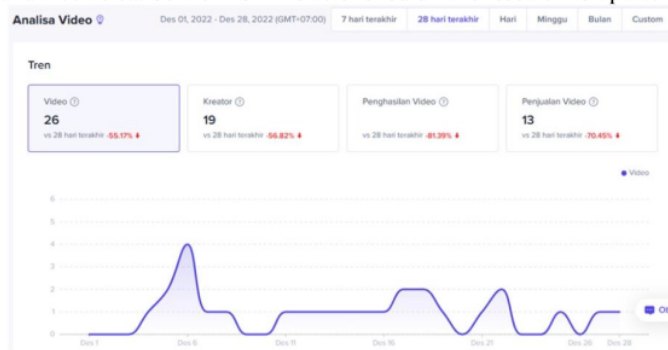 Analisa Video
Des 01, 2022 - Des 28, 2022 (GMT+07:00)
7 hari terakhir
28 hari terakhir
Hari
Minggu
Bulan
Custom
Tren
Video
26
vs 28 hari terakhir -55.17%
Kreator
19
vs 28 hari terakhir -56.82%
Penghasilan Video
vs 28 hari terakhir -81.39%
Penjualan Video
13
vs 28 hari terakhir -70.45%
Video
6
5
4
3
2
1
0
Des 1
Des 6
Des 11
Des 16
Des 21
Des 26
Des 28